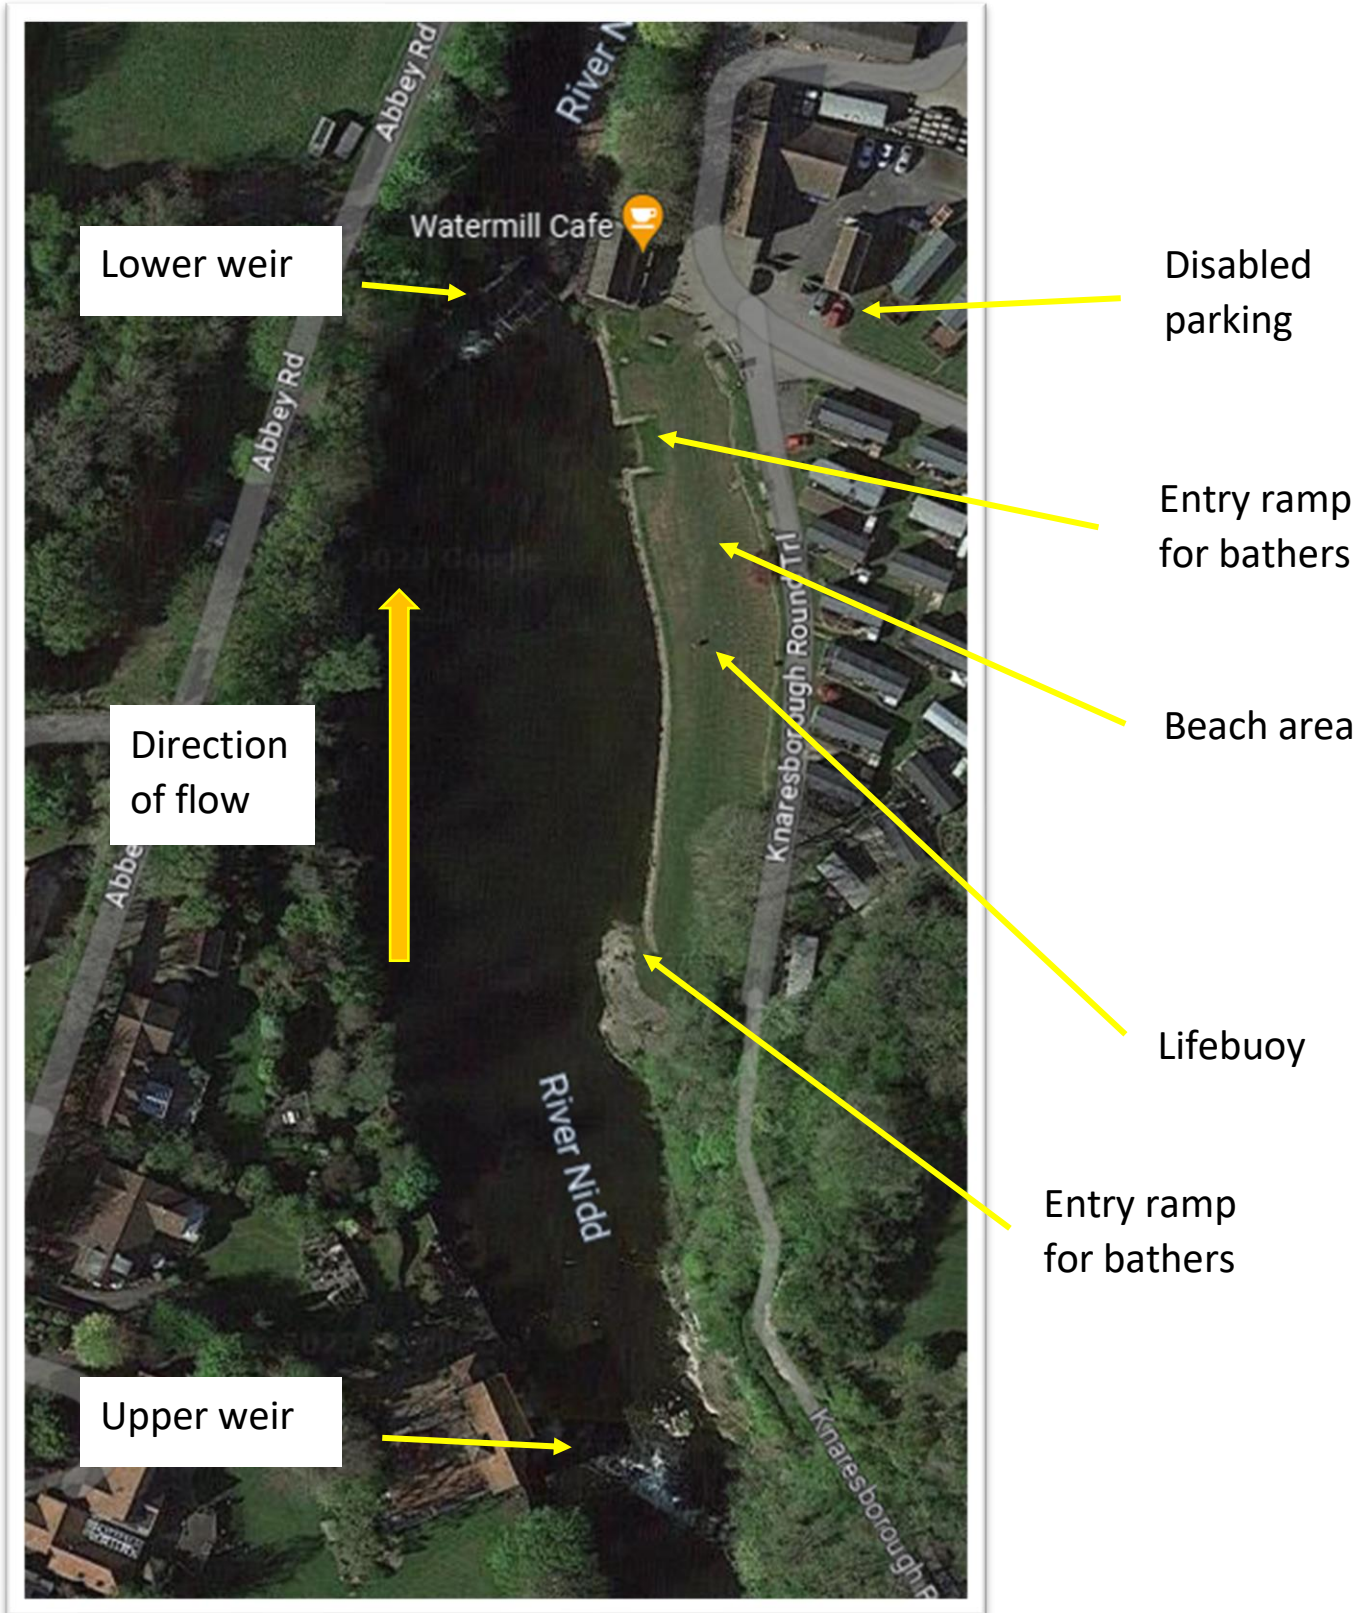 Abbey Rd
River N
Watermill Cafe
Lower weir
Disabled
parking
Abbey Rd
Entry ramp
for bathers
Knaresborough Round Trl
Beach area
Direction
of flow
Abbe
Lifebuoy
River Nidd
Entry ramp
for bathers
Upper weir
Knaresborough R